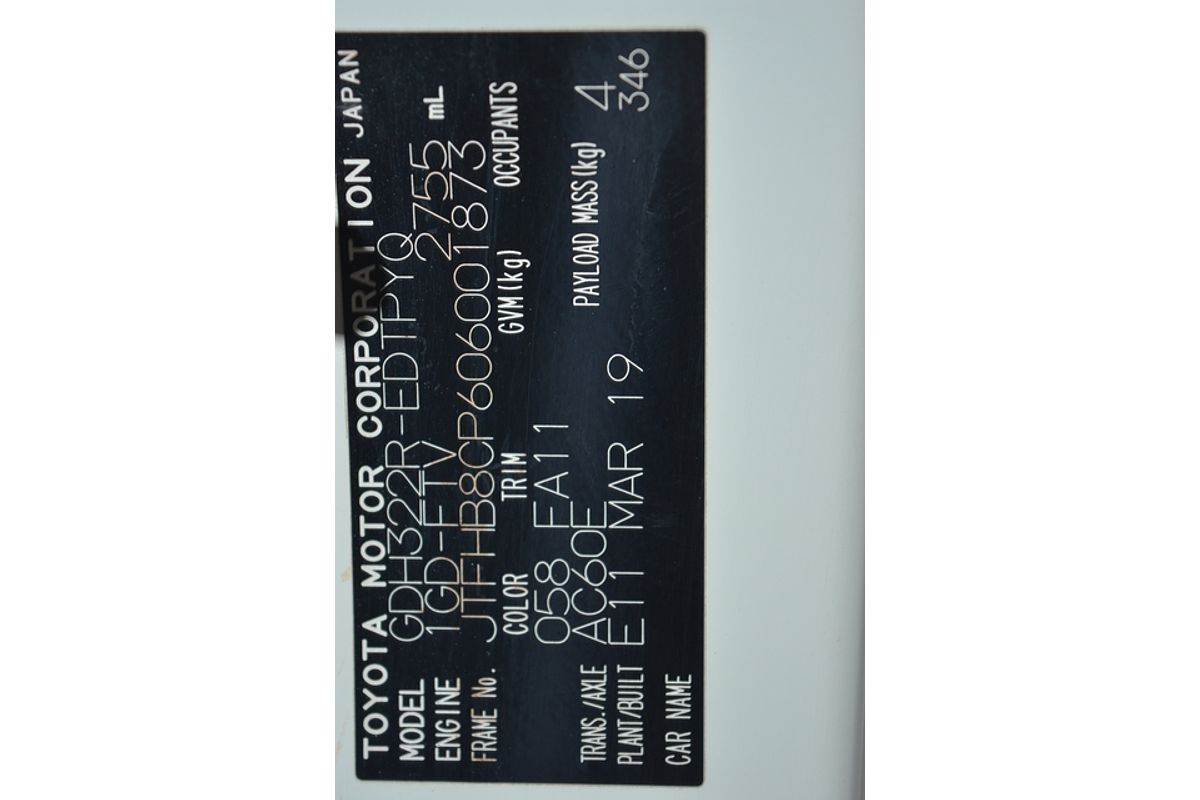 TOYOTA MOTOR CORPORATION JAPAN
MODEL GDH322R-EDTPYQ
ENGINE 1GD-FTV 2755 mL
FRAME No. JTFHB8CP606001873
COLOR TRIM GVM(kg) OCCUPANTS
058 FA11
TRANS./AXLE AC60E PAYLOAD MASS(kg) 4
PLANT/BUILT E11 MAR 19 346
CAR NAME